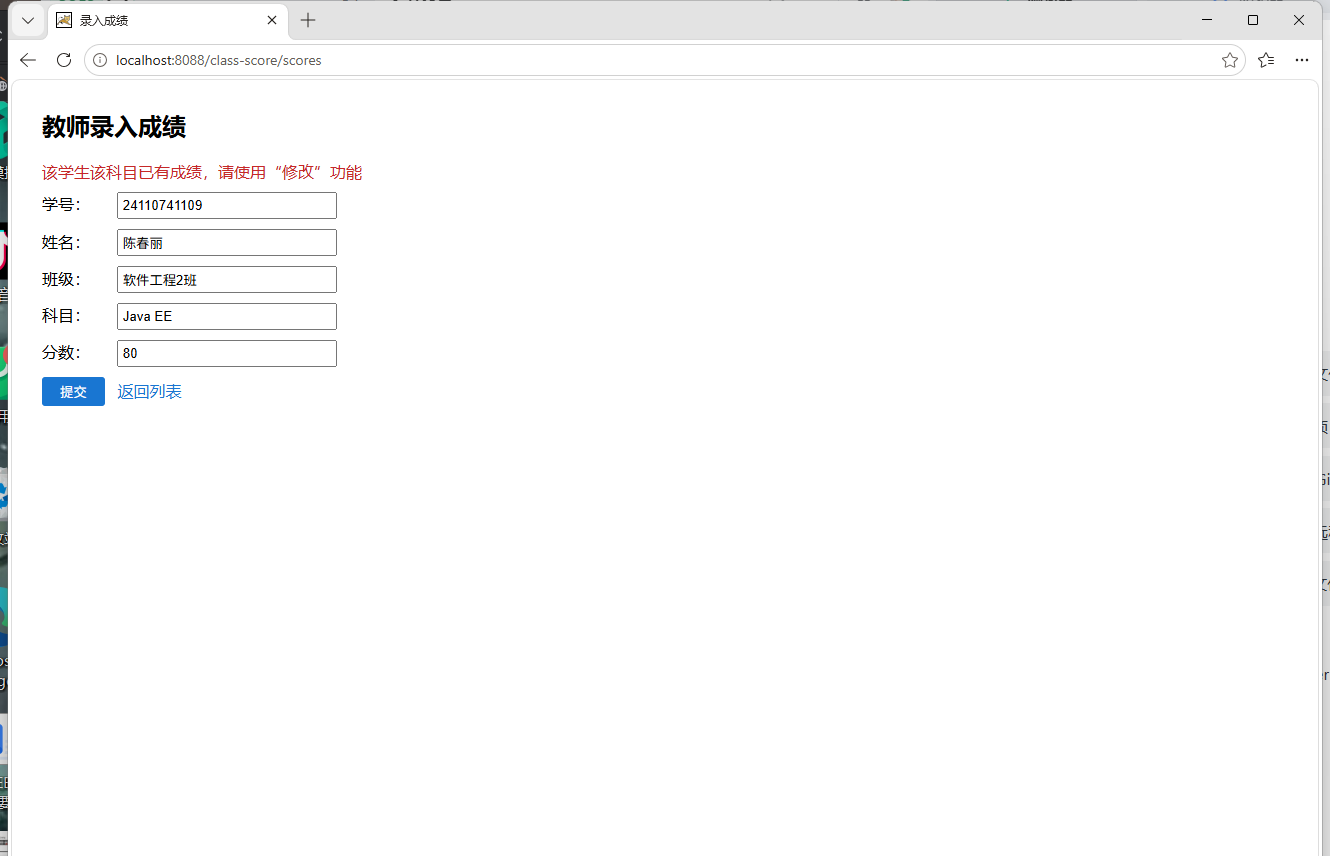 录入成绩
localhost:8088/class-score/scores
教师录入成绩
该学生该科目已有成绩，请使用“修改”功能
学号： 24110741109
姓名： 陈春丽
班级： 软件工程2班
科目： Java EE
分数： 80
提交 返回列表